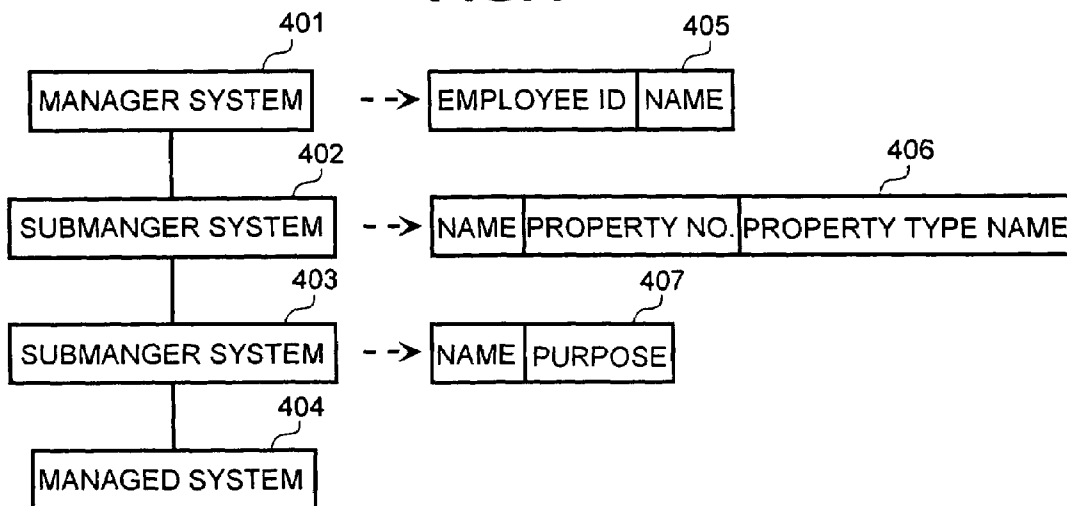 401
405
MANAGER SYSTEM
EMPLOYEE ID NAME
402
406
SUBMANGER SYSTEM
NAME PROPERTY NO. PROPERTY TYPE NAME
403
407
SUBMANGER SYSTEM
NAME PURPOSE
404
MANAGED SYSTEM